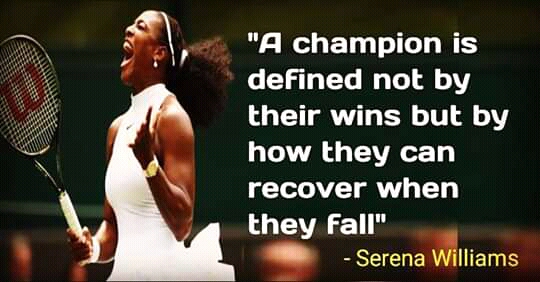 "A champion is
defined not by
their wins but by
how they can
recover when
they fall"
- Serena Williams
W